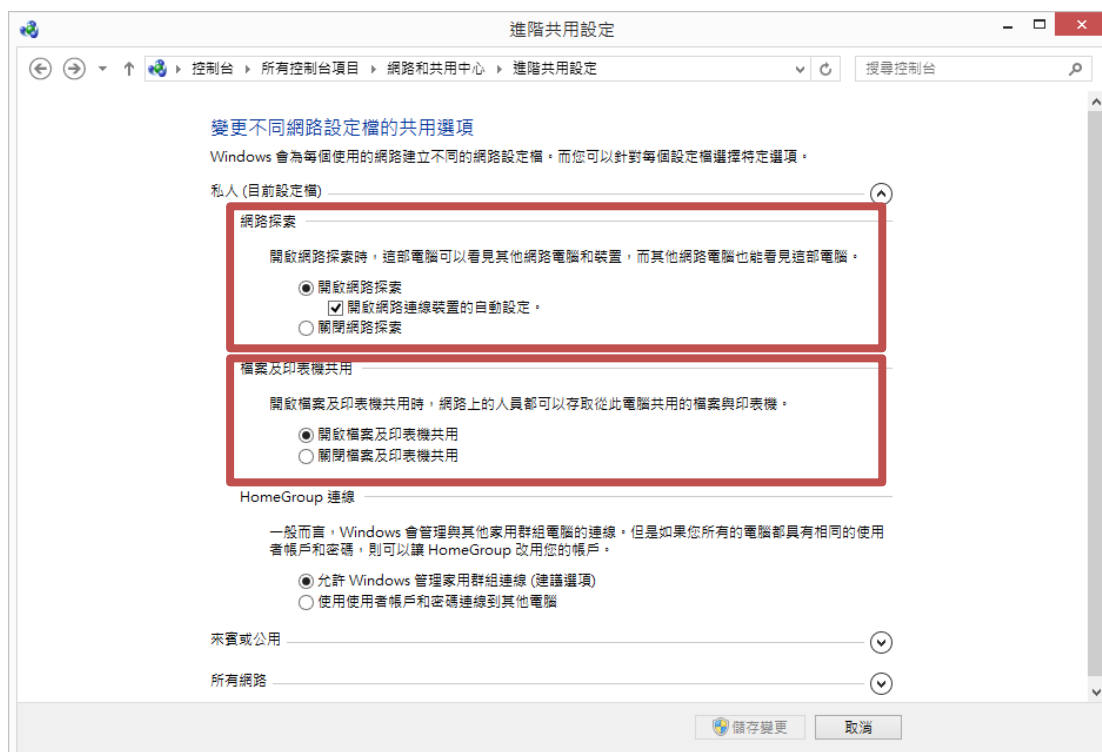 進階共用設定
控制台 所有控制台項目 網路和共用中心 進階共用設定
搜尋控制台
變更不同網路設定檔的共用選項
Windows 會為每個使用的網路建立不同的網路設定檔。而您可以針對每個設定檔選擇特定選項。
私人 (目前設定檔)
網路探索
開啟網路探索時，這部電腦可以看見其他網路電腦和裝置，而其他網路電腦也能看見這部電腦。
開啟網路探索
開啟網路連線裝置的自動設定。
關閉網路探索
檔案及印表機共用
開啟檔案及印表機共用時，網路上的人員都可以存取從此電腦共用的檔案與印表機。
開啟檔案及印表機共用
關閉檔案及印表機共用
HomeGroup 連線
一般而言，Windows 會管理與其他家用群組電腦的連線。但是如果您所有的電腦都具有相同的使用
者帳戶和密碼，則可以讓 HomeGroup 改用您的帳戶。
允許 Windows 管理家用群組連線 (建議選項)
使用使用者帳戶和密碼連線到其他電腦
來賓或公用
所有網路
儲存變更
取消